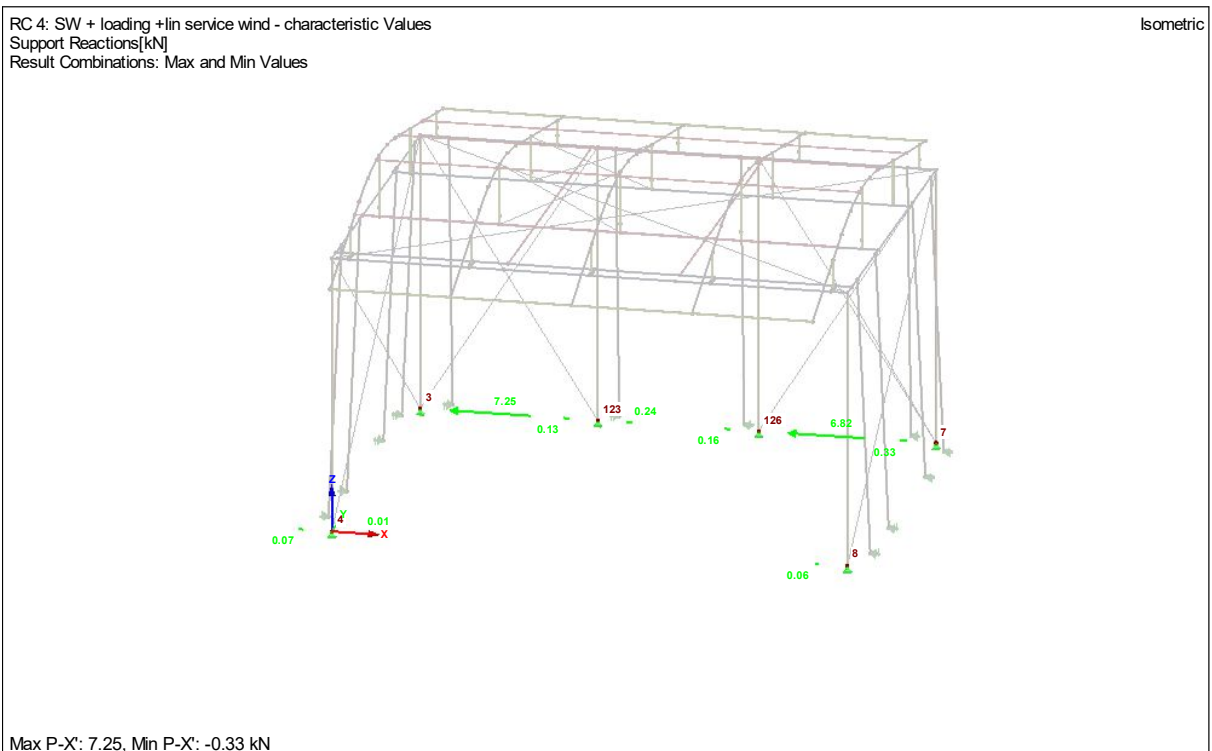 RC 4: SW + loading +lin service wind - characteristic Values
Isometric
Support Reactions[kN]
Result Combinations: Max and Min Values
3
7.25
0.13
123
0.24
0.16
126
6.82
0.33
7
Z
Y
4
0.01
X
0.07
8
0.06
Max P-X': 7.25, Min P-X': -0.33 kN